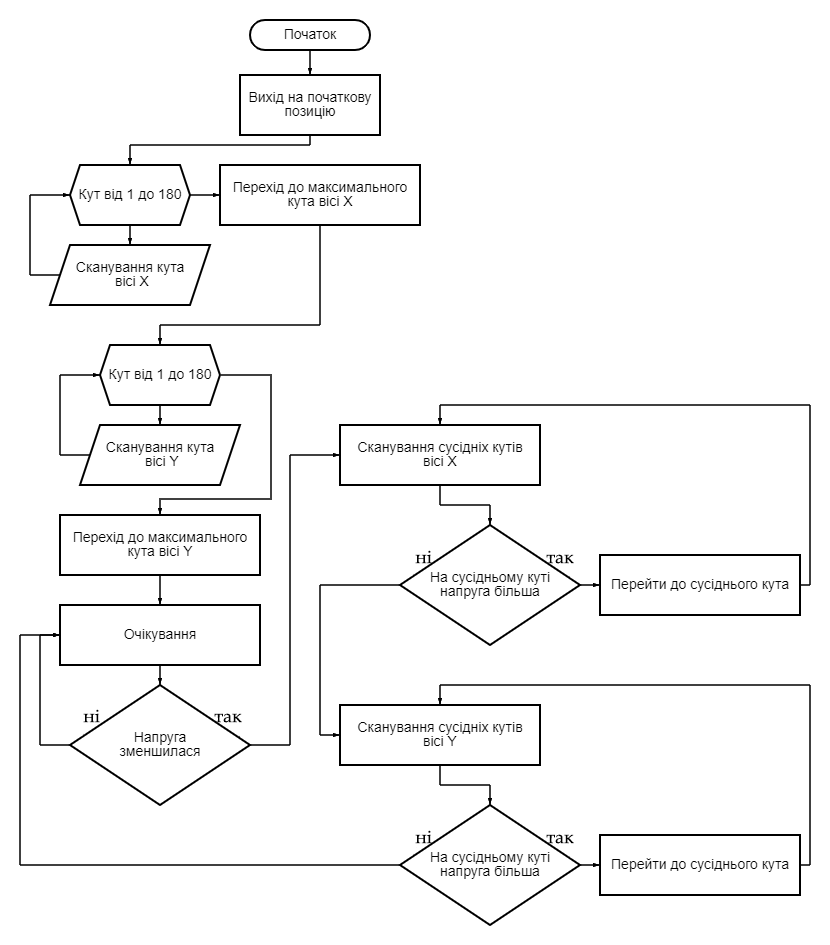 Початок
Вихід на початкову
позицію
Кут від 1 до 180
Перехід до максимального
кута вісі X
Сканування кута
вісі X
Кут від 1 до 180
Сканування кута
вісі Y
Перехід до максимального
кута вісі Y
Очікування
ні
так
Напруга
зменшилася
Сканування сусідніх кутів
вісі X
ні
так
На сусідньому куті
напруга більша
Перейти до сусіднього кута
Сканування сусідніх кутів
вісі Y
ні
так
На сусідньому куті
напруга більша
Перейти до сусіднього кута